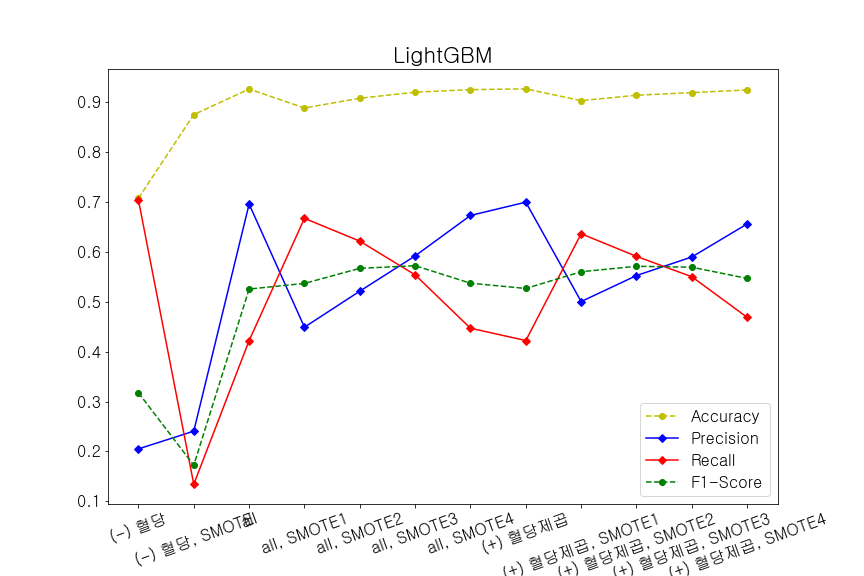 LightGBM
0.9
0.8
0.7
0.6
0.5
0.4
0.3
0.2
0.1
Accuracy
Precision
Recall
F1-Score
(-) 혈당
(-) 혈당, SMOTE
all
all, SMOTE1
all, SMOTE2
all, SMOTE3
all, SMOTE4
(+) 혈당제곱
(+) 혈당제곱, SMOTE1
(+) 혈당제곱, SMOTE2
(+) 혈당제곱, SMOTE3
(+) 혈당제곱, SMOTE4